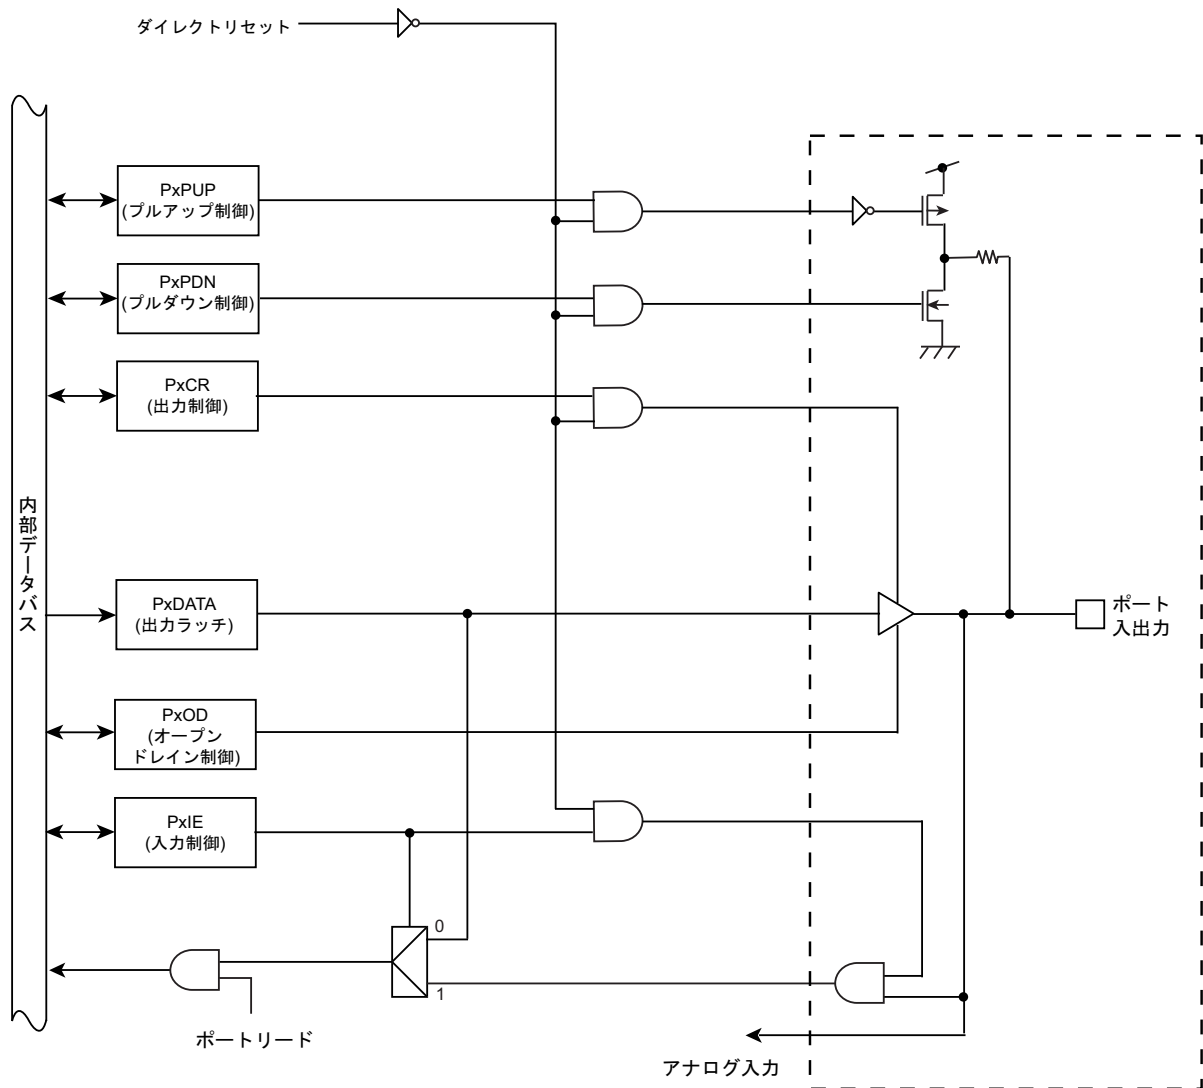 ダイレクトリセット
PxPUP
(プルアップ制御)
PxPDN
(プルダウン制御)
PxCR
(出力制御)
内部データバス
PxDATA
(出力ラッチ)
ポート
入出力
PxOD
(オープン
ドレイン制御)
PxIE
(入力制御)
0
1
ポートリード
アナログ入力